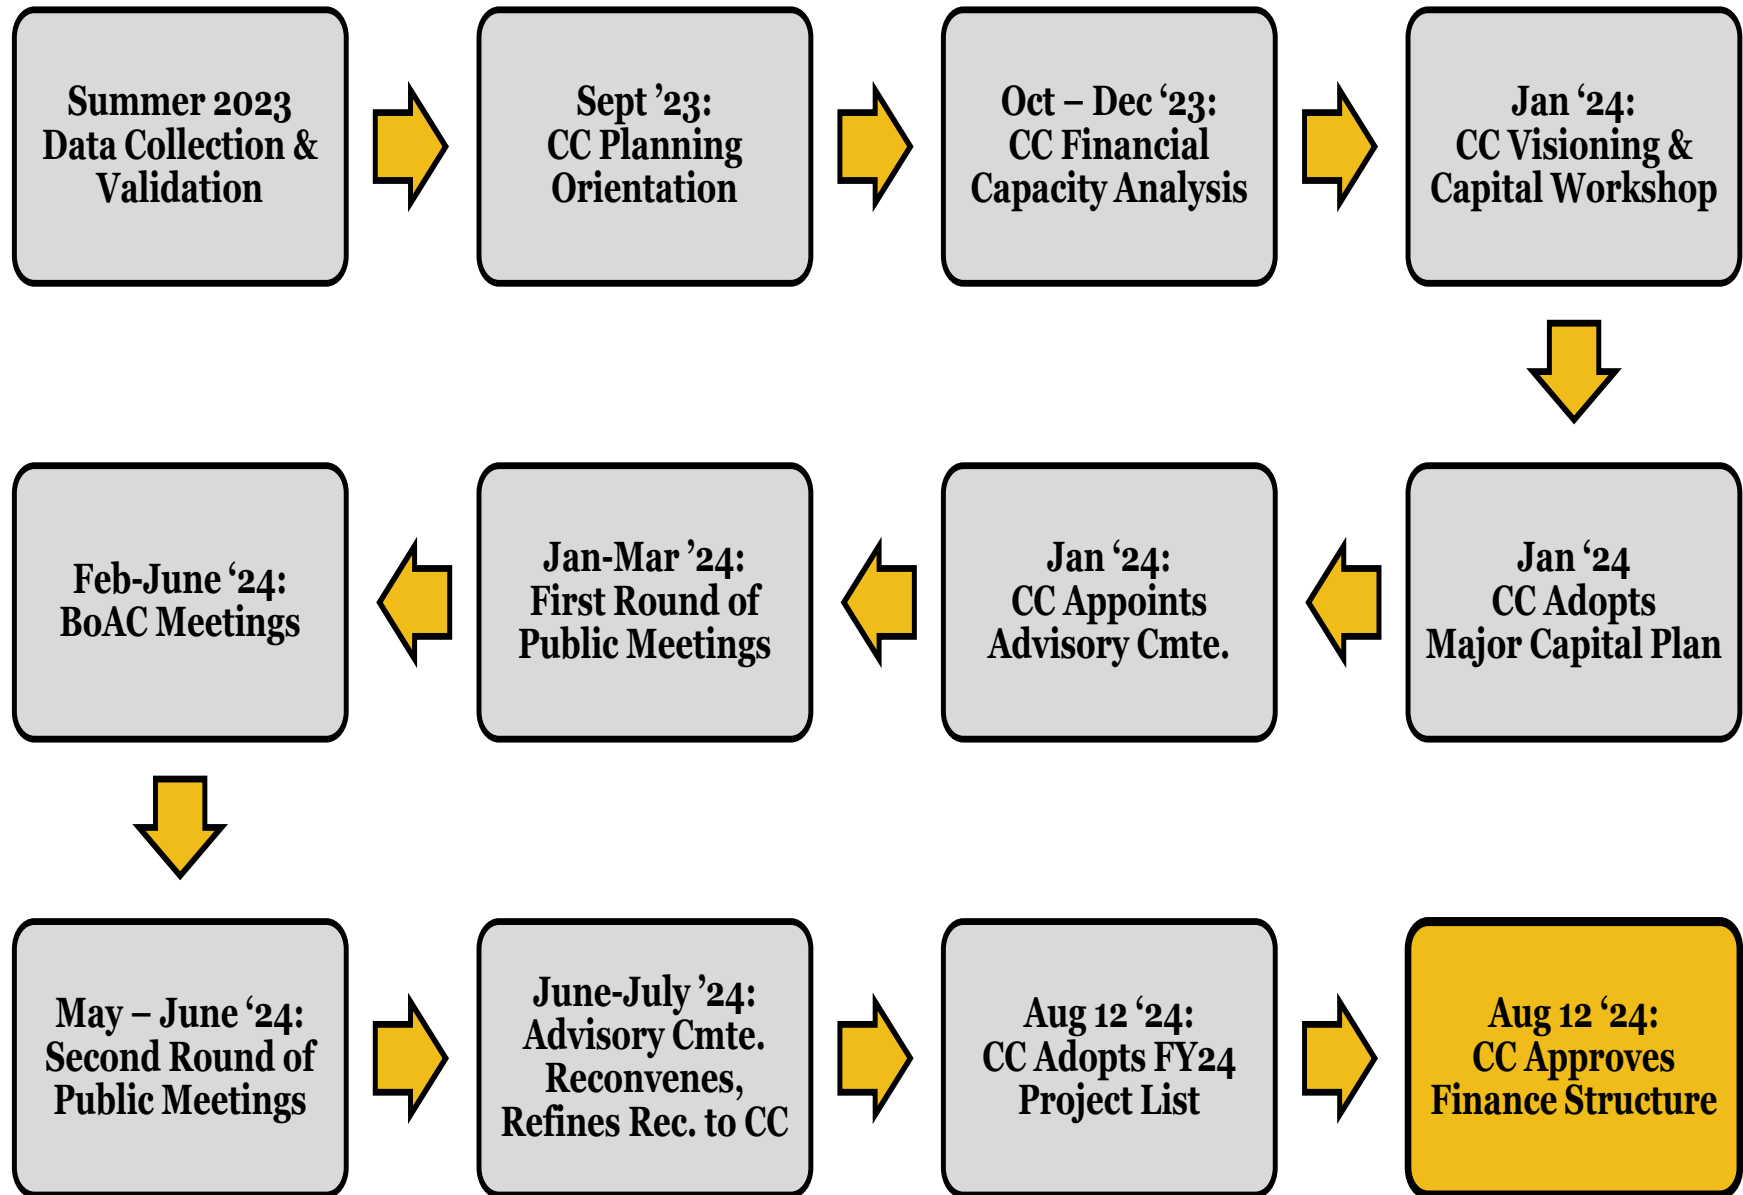 Summer 2023
Data Collection &
Validation
Sept ’23:
CC Planning
Orientation
Oct – Dec ‘23:
CC Financial
Capacity Analysis
Jan ‘24:
CC Visioning &
Capital Workshop
Jan ‘24
CC Adopts
Major Capital Plan
Jan ‘24:
CC Appoints
Advisory Cmte.
Jan-Mar ’24:
First Round of
Public Meetings
Feb-June ‘24:
BoAC Meetings
May – June ‘24:
Second Round of
Public Meetings
June-July ’24:
Advisory Cmte.
Reconvenes,
Refines Rec. to CC
Aug 12 ‘24:
CC Adopts FY24
Project List
Aug 12 ‘24:
CC Approves
Finance Structure